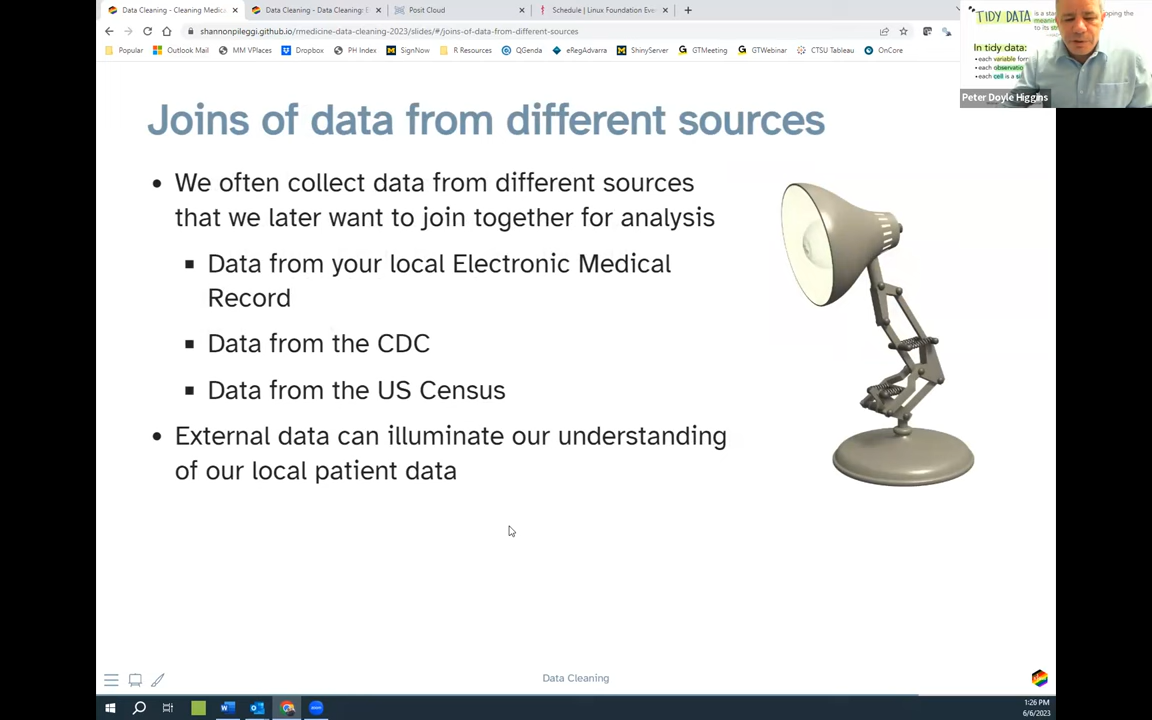 Data Cleaning - Cleaning Medic
Data Cleaning - Data Cleaning: E
Posit Cloud
Schedule | Linux Foundation Eve
shannonpileggi.github.io/medicine-data-cleaning-2023/slides/#/joins-of-data-from-different-sources
Popular
Outlook Mail
MM VPlaces
Dropbox
PH Index
SignNow
R Resources
QGenda
eRegAdvarra
ShinyServer
GTMeeting
GTWebinar
CTSU Tableau
OnCore
TIDY DATA
In tidy data:
• each variable
• each
• each cell is a
Peter Doyle Higgins
Joins of data from different sources
• We often collect data from different sources
that we later want to join together for analysis
▪ Data from your local Electronic Medical
Record
▪ Data from the CDC
▪ Data from the US Census
• External data can illuminate our understanding
of our local patient data
Data Cleaning
1:26 PM
6/6/2023